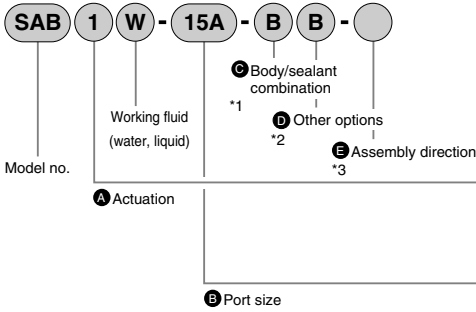 SAB 1 W - 15A - B B -
C Body/sealant
combination
*1
Working fluid
(water, liquid)
D Other options
*2
E Assembly direction
*3
Model no.
A Actuation
B Port size